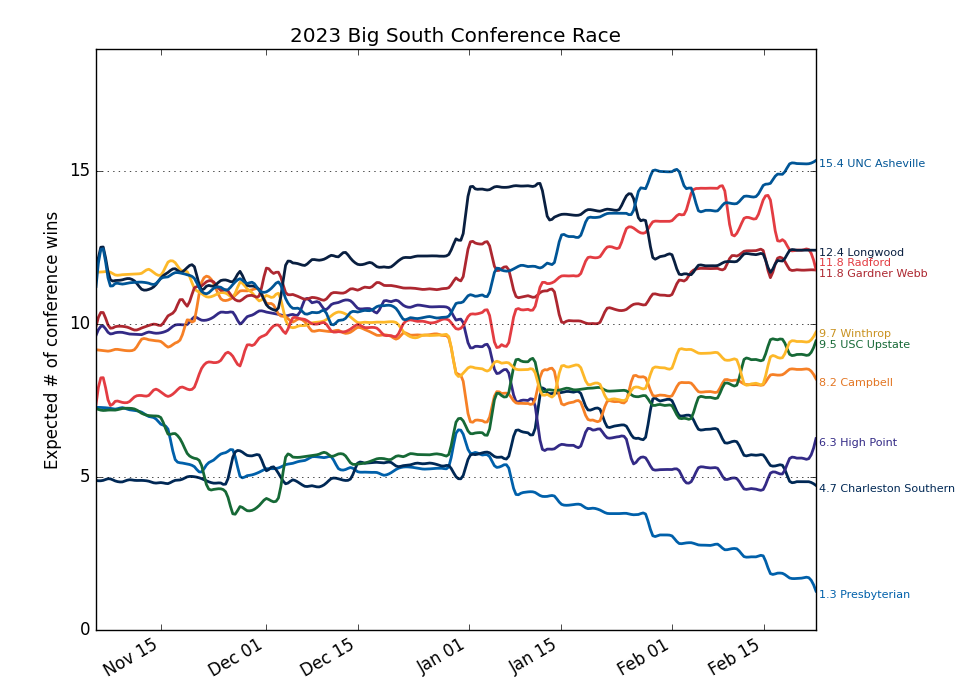 2023 Big South Conference Race
Expected # of conference wins
15
10
5
0
Nov 15
Dec 01
Dec 15
Jan 01
Jan 15
Feb 01
Feb 15
15.4 UNC Asheville
12.4 Longwood
11.8 Radford
11.8 Gardner Webb
9.7 Winthrop
9.5 USC Upstate
8.2 Campbell
6.3 High Point
4.7 Charleston Southern
1.3 Presbyterian